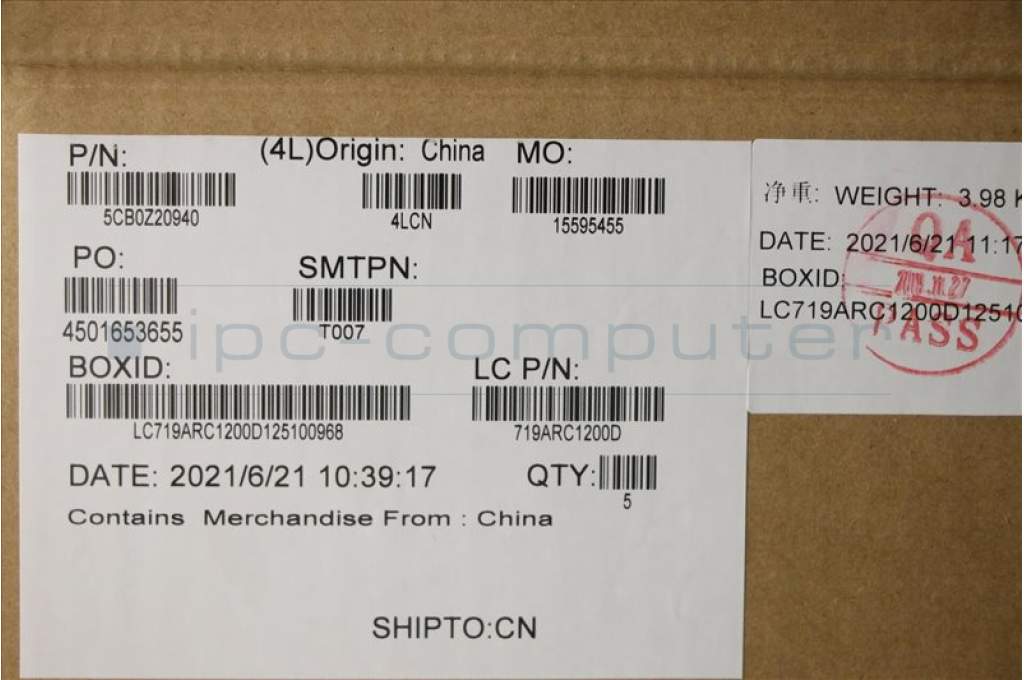 P/N: (4L)Origin: China MO:
5CB0Z20940 4LCN 15595455
PO: SMTPN:
4501653655 T007
BOXID: LC P/N:
LC719ARC1200D125100968 719ARC1200D
DATE: 2021/6/21 10:39:17 QTY:
5
Contains Merchandise From : China
SHIPTO:CN
净重: WEIGHT: 3.98
DATE: 2021/6/21 11:17
BOXID:
LC719ARC1200D12510
QA
PASS
ipc-computer